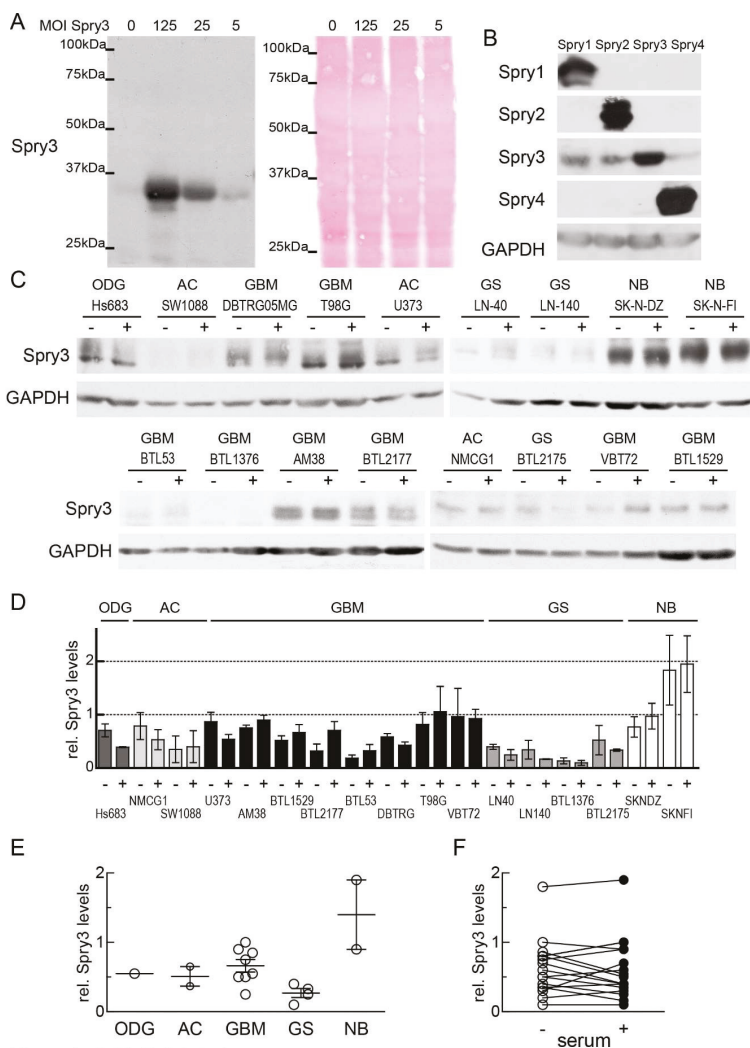 A
MOI Spry3 0 125 25 5
0 125 25 5
100kDa
75kDa
50kDa
37kDa
25kDa
Spry3
100kDa
75kDa
50kDa
37kDa
25kDa
B
Spry1 Spry2 Spry3 Spry4
Spry1
Spry2
Spry3
Spry4
GAPDH
C
ODG AC GBM GBM AC GS GS NB NB
Hs683 SW1088 DBTRG05MG T98G U373 LN-40 LN-140 SK-N-DZ SK-N-FI
- + - + - + - + - + - + - + - + - +
Spry3
GAPDH
GBM GBM GBM GBM AC GS GBM GBM
BTL53 BTL1376 AM38 BTL2177 NMCG1 BTL2175 VBT72 BTL1529
- + - + - + - + - + - + - + - +
Spry3
GAPDH
D
ODG AC GBM GS NB
rel. Spry3 levels
2
1
0
- + - + - + - + - + - + - + - + - + - + - + - + - + - + - + - + - + - +
NMCG1 U373 BTL1529 BTL53 T98G LN40 BTL1376 SKNDZ
Hs683 SW1088 AM38 BTL2177 DBTRG VBT72 LN140 BTL2175 SKNFI
E
rel. Spry3 levels
2
1
0
ODG AC GBM GS NB
F
rel. Spry3 levels
2
1
0
- serum +